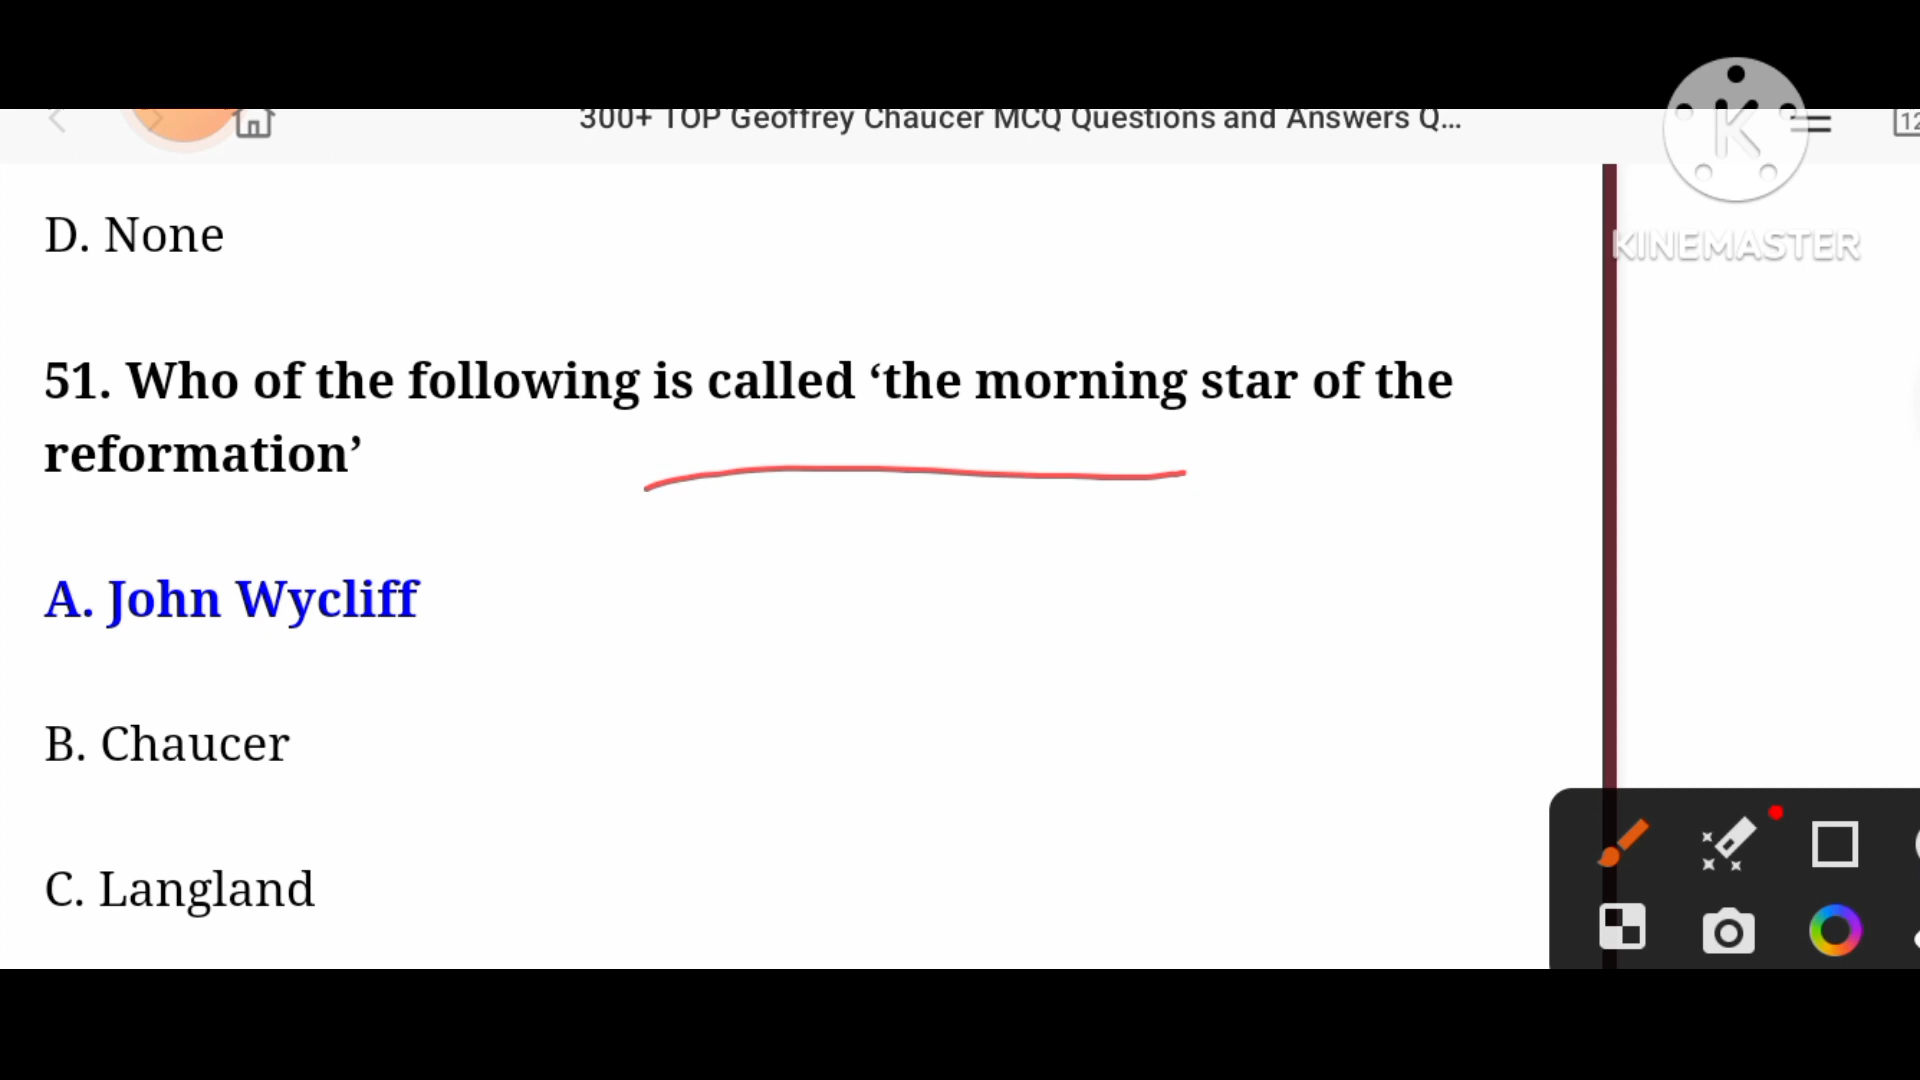 300+ TOP Geoffrey Chaucer MCQ Questions and Answers Q...
12
K
KINEMASTER
D. None
51. Who of the following is called ‘the morning star of the
reformation’
A. John Wycliff
B. Chaucer
C. Langland